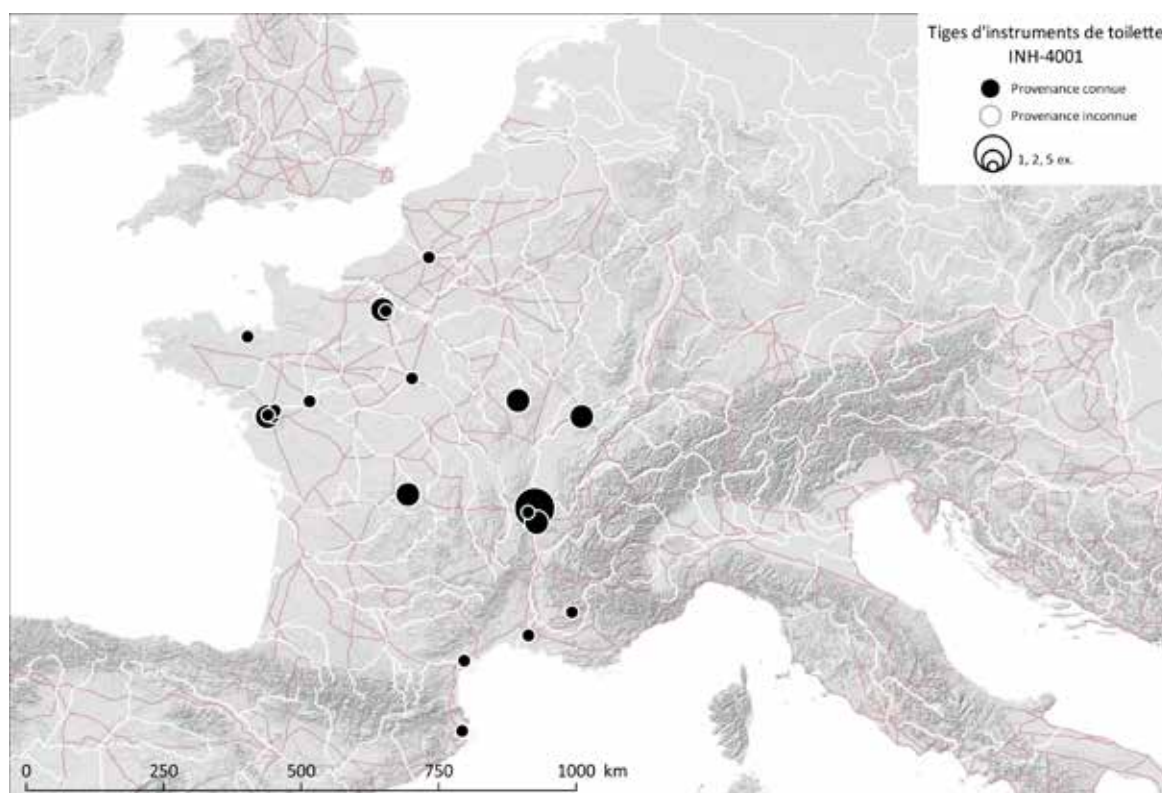 Tiges d'instruments de toilette
INH-4001
Provenance connue
Provenance inconnue
1, 2, 5 ex.
0 250 500 750 1000 km